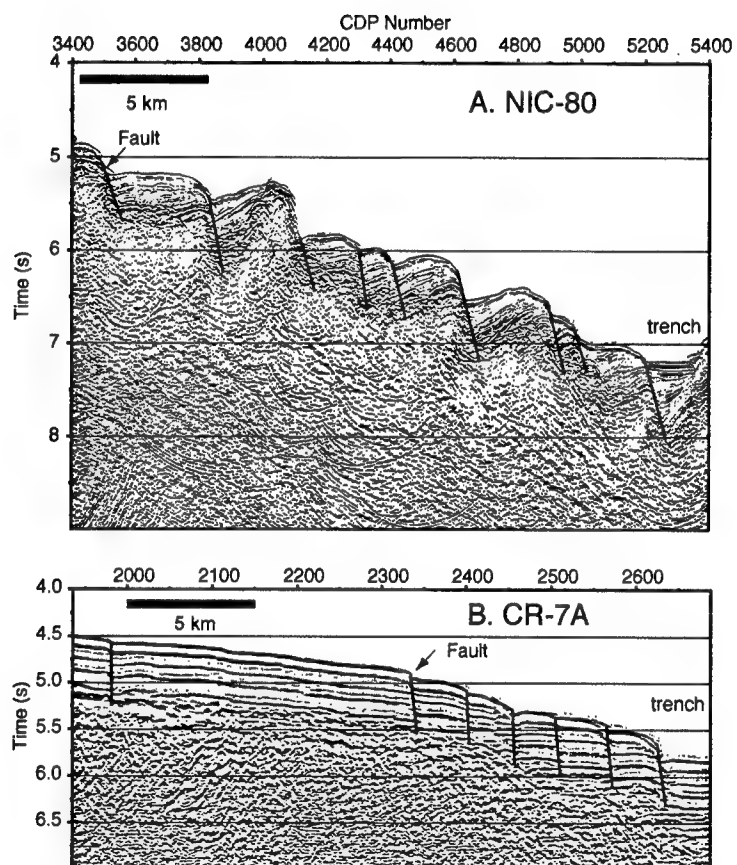 CDP Number
3400 3600 3800 4000 4200 4400 4600 4800 5000 5200 5400
4
5 km
A. NIC-80
Fault
5
6
Time (s)
trench
7
8
2000 2100 2200 2300 2400 2500 2600
4.0
5 km
B. CR-7A
4.5
Fault
5.0
trench
Time (s)
5.5
6.0
6.5